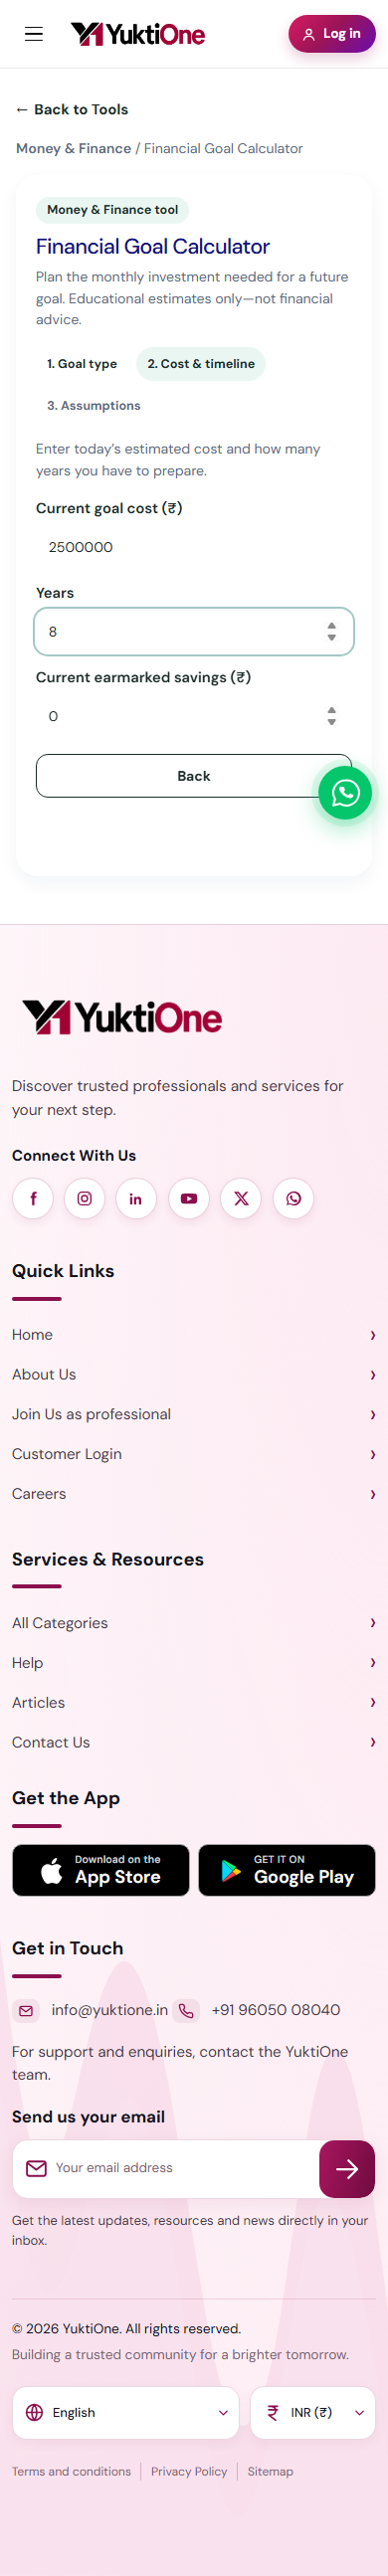 YuktiOne
Log in
← Back to Tools
Money & Finance / Financial Goal Calculator
Money & Finance tool
Financial Goal Calculator
Plan the monthly investment needed for a future
goal. Educational estimates only—not financial
advice.
1. Goal type
2. Cost & timeline
3. Assumptions
Enter today's estimated cost and how many
years you have to prepare.
Current goal cost (₹)
2500000
Years
8
Current earmarked savings (₹)
0
Back
YuktiOne
Discover trusted professionals and services for
your next step.
Connect With Us
Quick Links
Home
About Us
Join Us as professional
Customer Login
Careers
Services & Resources
All Categories
Help
Articles
Contact Us
Get the App
Download on the
App Store
GET IT ON
Google Play
Get in Touch
info@yuktione.in
+91 96050 08040
For support and enquiries, contact the YuktiOne
team.
Send us your email
Your email address
Get the latest updates, resources and news directly in your
inbox.
© 2026 YuktiOne. All rights reserved.
Building a trusted community for a brighter tomorrow.
English
₹ INR (₹)
Terms and conditions
Privacy Policy
Sitemap